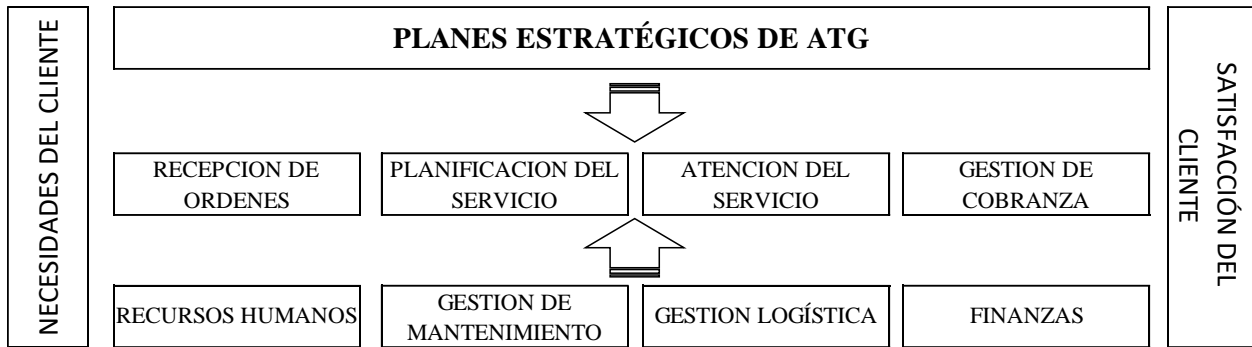 NECESIDADES DEL CLIENTE
PLANES ESTRATÉGICOS DE ATG
RECEPCION DE
ORDENES
PLANIFICACION DEL
SERVICIO
ATENCION DEL
SERVICIO
GESTION DE
COBRANZA
RECURSOS HUMANOS
GESTION DE
MANTENIMIENTO
GESTION LOGÍSTICA
FINANZAS
SATISFACCIÓN DEL
CLIENTE